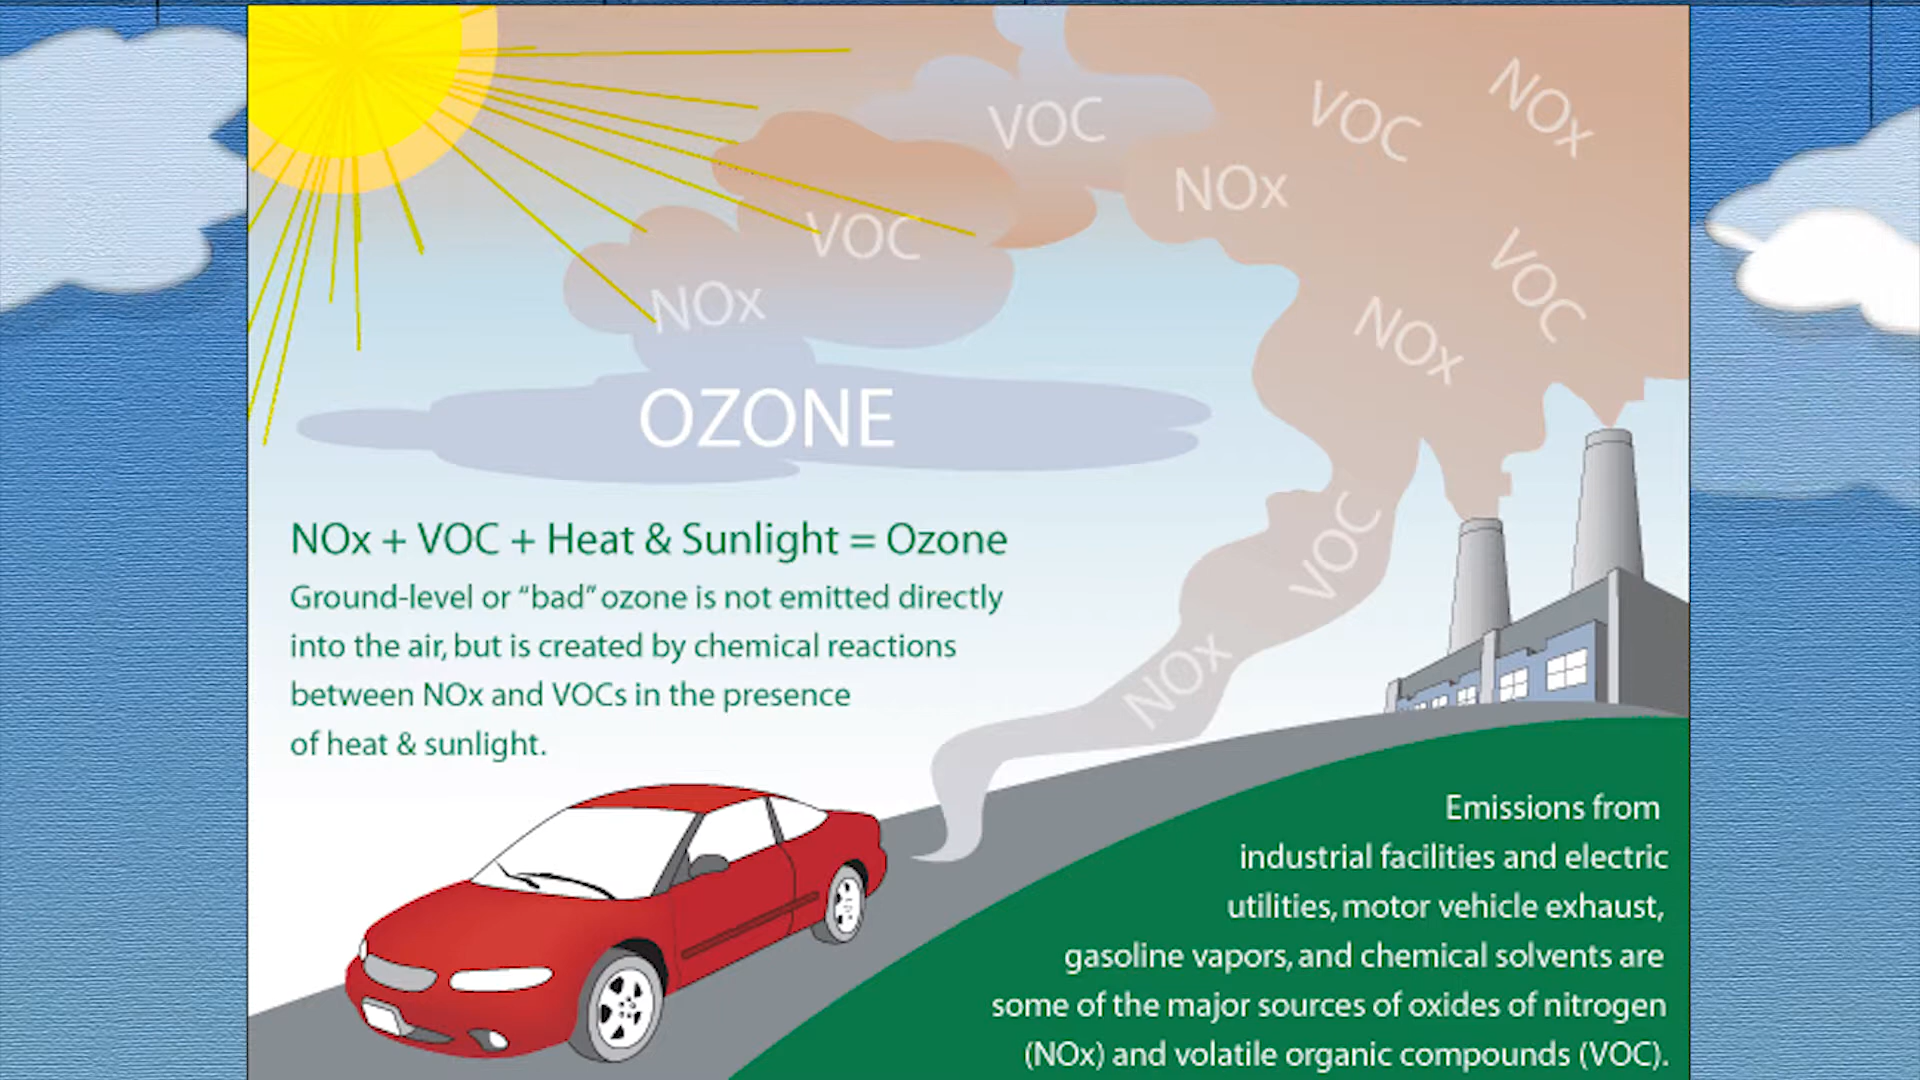 VOC
VOC
NOx
NOx
VOC
VOC
NOx
NOx
OZONE
VOC
NOx
NOx + VOC + Heat & Sunlight = Ozone
Ground-level or “bad” ozone is not emitted directly
into the air, but is created by chemical reactions
between NOx and VOCs in the presence
of heat & sunlight.
Emissions from
industrial facilities and electric
utilities, motor vehicle exhaust,
gasoline vapors, and chemical solvents are
some of the major sources of oxides of nitrogen
(NOx) and volatile organic compounds (VOC).